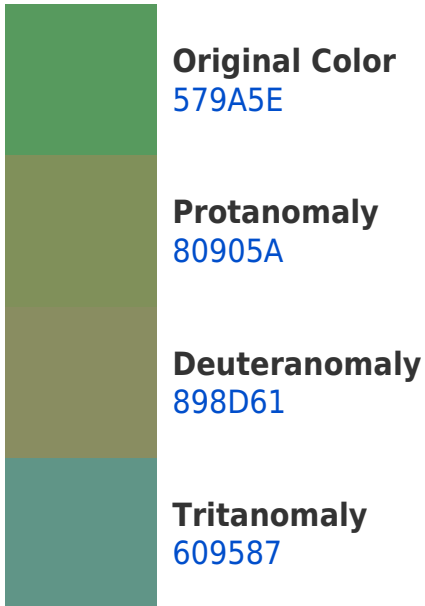 Original Color
579A5E
Protanomaly
80905A
Deuteranomaly
898D61
Tritanomaly
609587